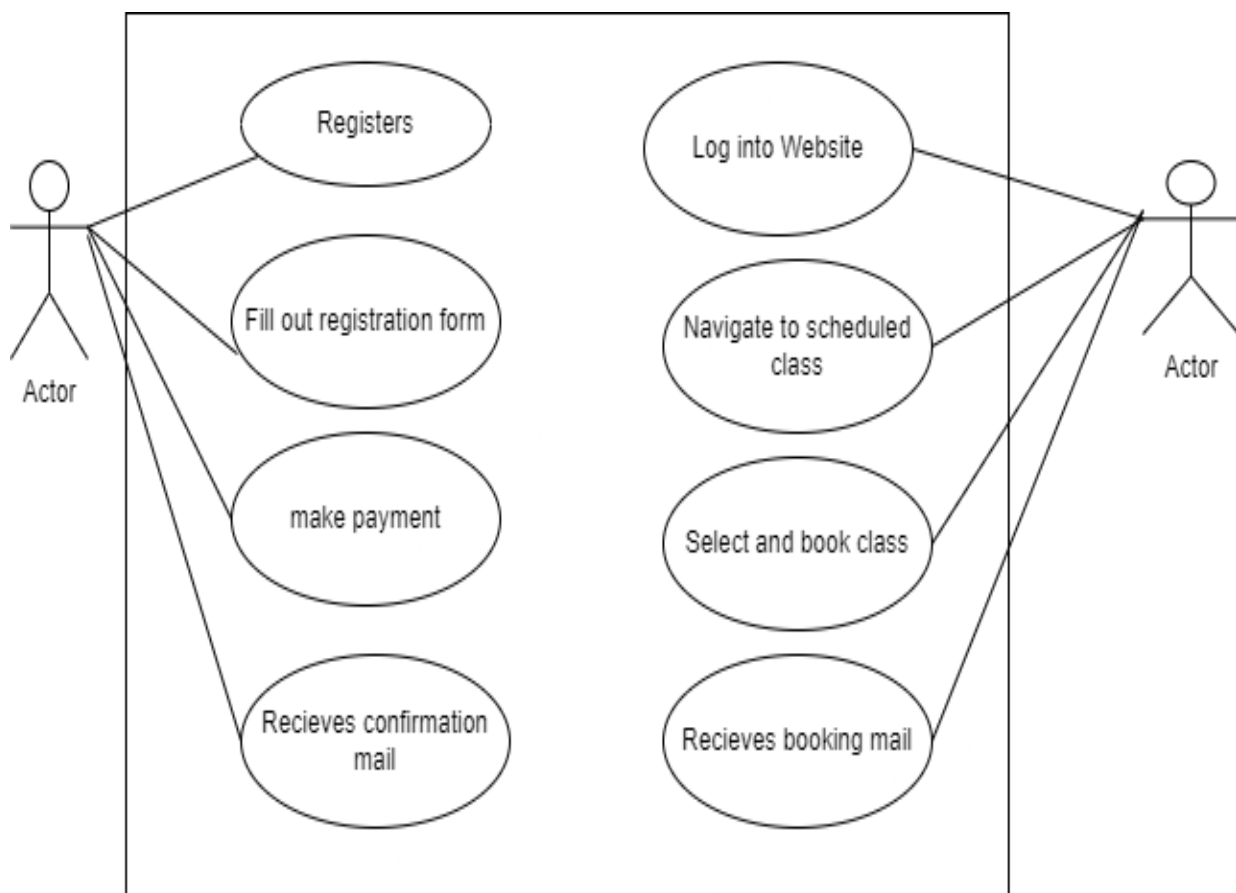 Registers
Log into Website
Fill out registration form
Navigate to scheduled
class
Actor
Actor
make payment
Select and book class
Recieves confirmation
mail
Recieves booking mail